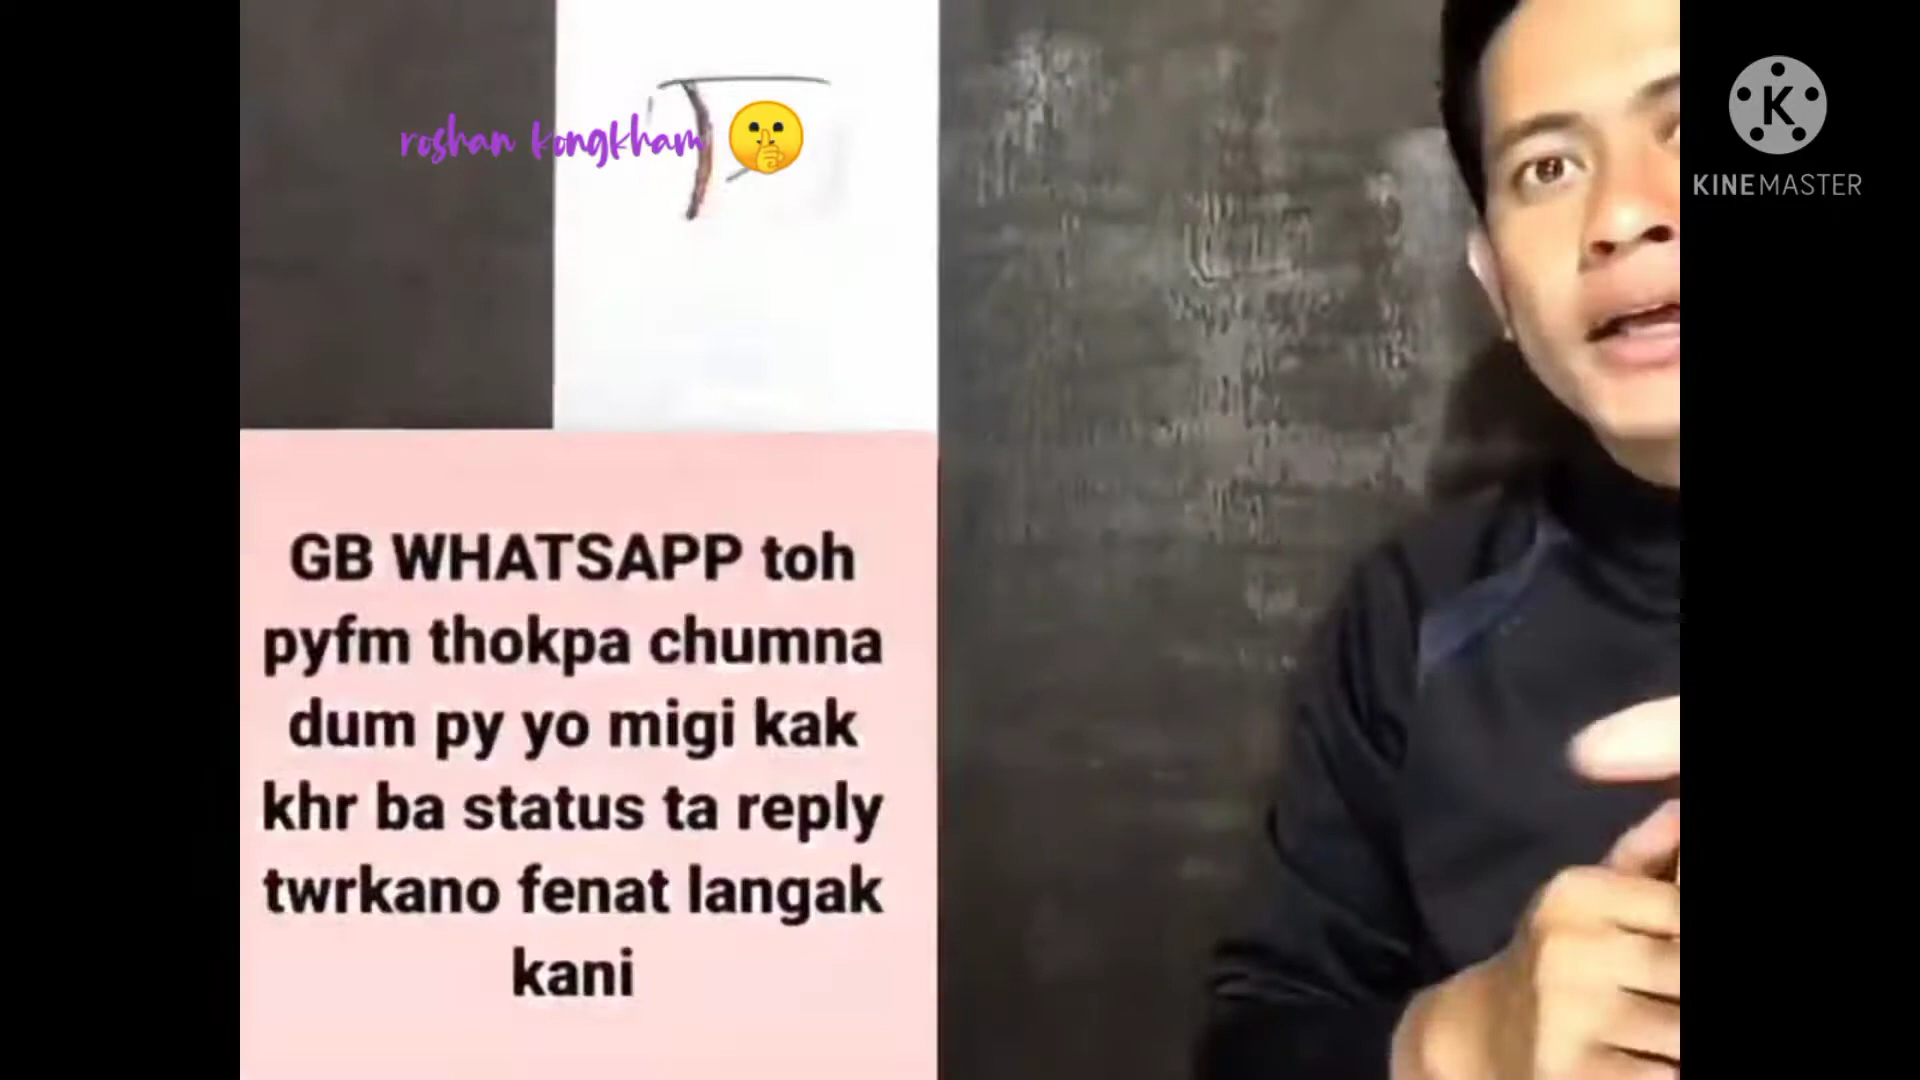 roshan kongkham
KINEMASTER
GB WHATSAPP toh
pyfm thokpa chumna
dum py yo migi kak
khr ba status ta reply
twrkano fenat langak
kani